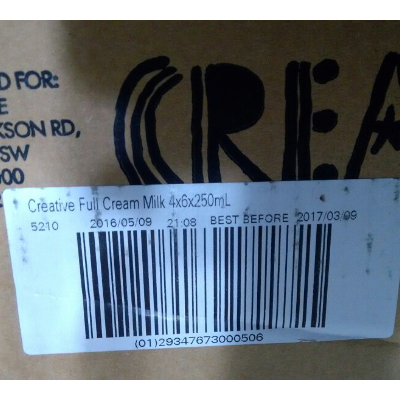 D FOR:
E
KSON RD,
SW
00
CREA
Creative Full Cream Milk 4x6x250mL
5210 2016/05/09 21:08 BEST BEFORE 2017/03/09
(01)29347673000506